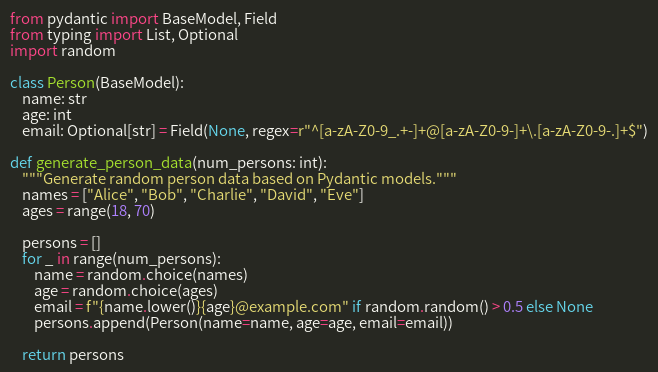 from pydantic import BaseModel, Field
from typing import List, Optional
import random

class Person(BaseModel):
    name: str
    age: int
    email: Optional[str] = Field(None, regex=r"^[a-zA-Z0-9_.+-]+@[a-zA-Z0-9-]+\.[a-zA-Z0-9-.]+$")

def generate_person_data(num_persons: int):
    """Generate random person data based on Pydantic models."""
    names = ["Alice", "Bob", "Charlie", "David", "Eve"]
    ages = range(18, 70)

    persons = []
    for _ in range(num_persons):
        name = random.choice(names)
        age = random.choice(ages)
        email = f"{name.lower()}{age}@example.com" if random.random() > 0.5 else None
        persons.append(Person(name=name, age=age, email=email))

    return persons